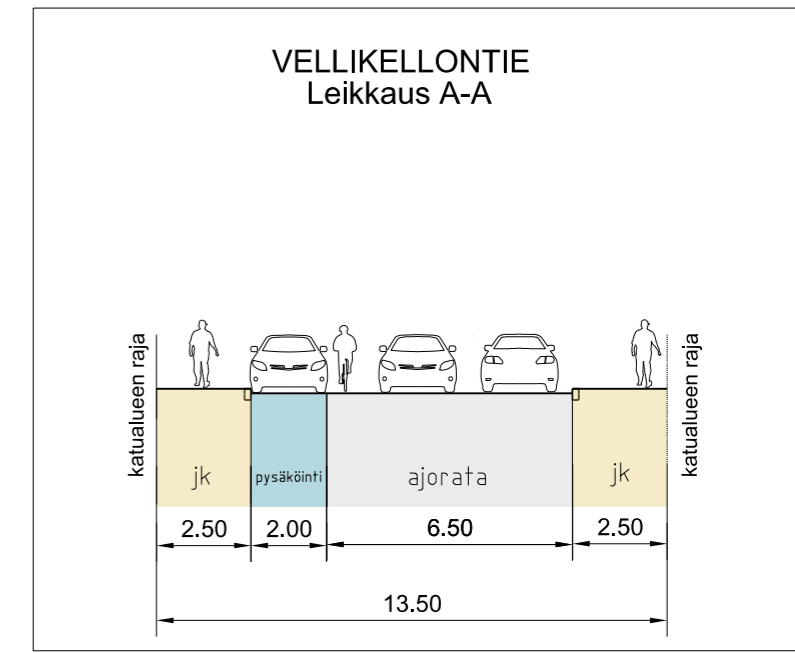 VELLIKELLONTIE
Leikkaus A-A
katualueen raja
katualueen raja
jk
pysäköinti
ajorata
jk
2.50
2.00
6.50
2.50
13.50